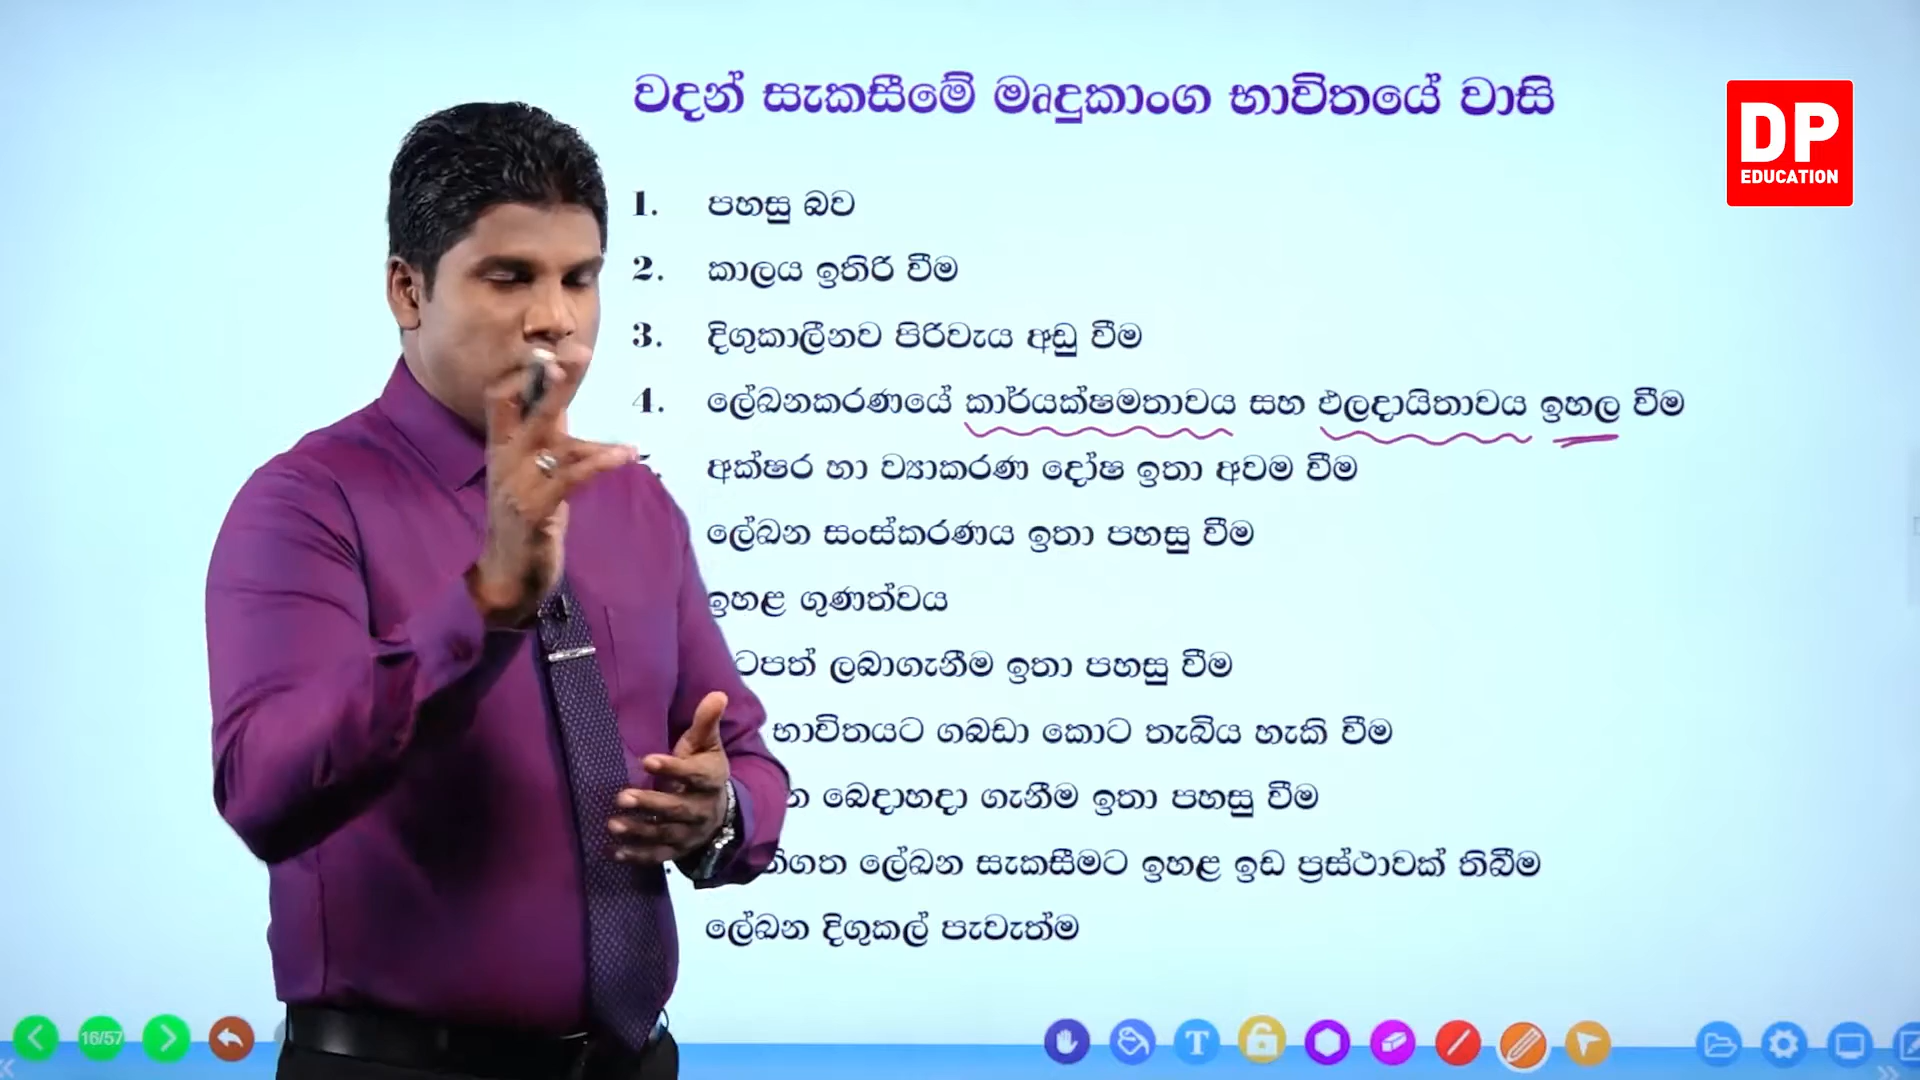 වදන් සැකසීමේ මෘදුකාංග භාවිතයේ වාසි
DP
EDUCATION
1. පහසු බව
2. කාලය ඉතිරි වීම
3. දිගුකාලීනව පිරිවැය අඩු වීම
4. ලේඛනකරණයේ කාර්යක්ෂමතාවය සහ ඵලදායිතාවය ඉහල වීම
අක්ෂර හා ව්‍යාකරණ දෝෂ ඉතා අවම වීම
ලේඛන සංස්කරණය ඉතා පහසු වීම
ඉහළ ගුණත්වය
ලබාගැනීම ඉතා පහසු වීම
භාවිතයට ගබඩා කොට තැබිය හැකි වීම
බෙදාහදා ගැනීම ඉතා පහසු වීම
ලේඛන සැකසීමට ඉහළ ඉඩ ප්‍රස්ථාවක් තිබීම
ලේඛන දිගුකල් පැවැත්ම
16/57
T